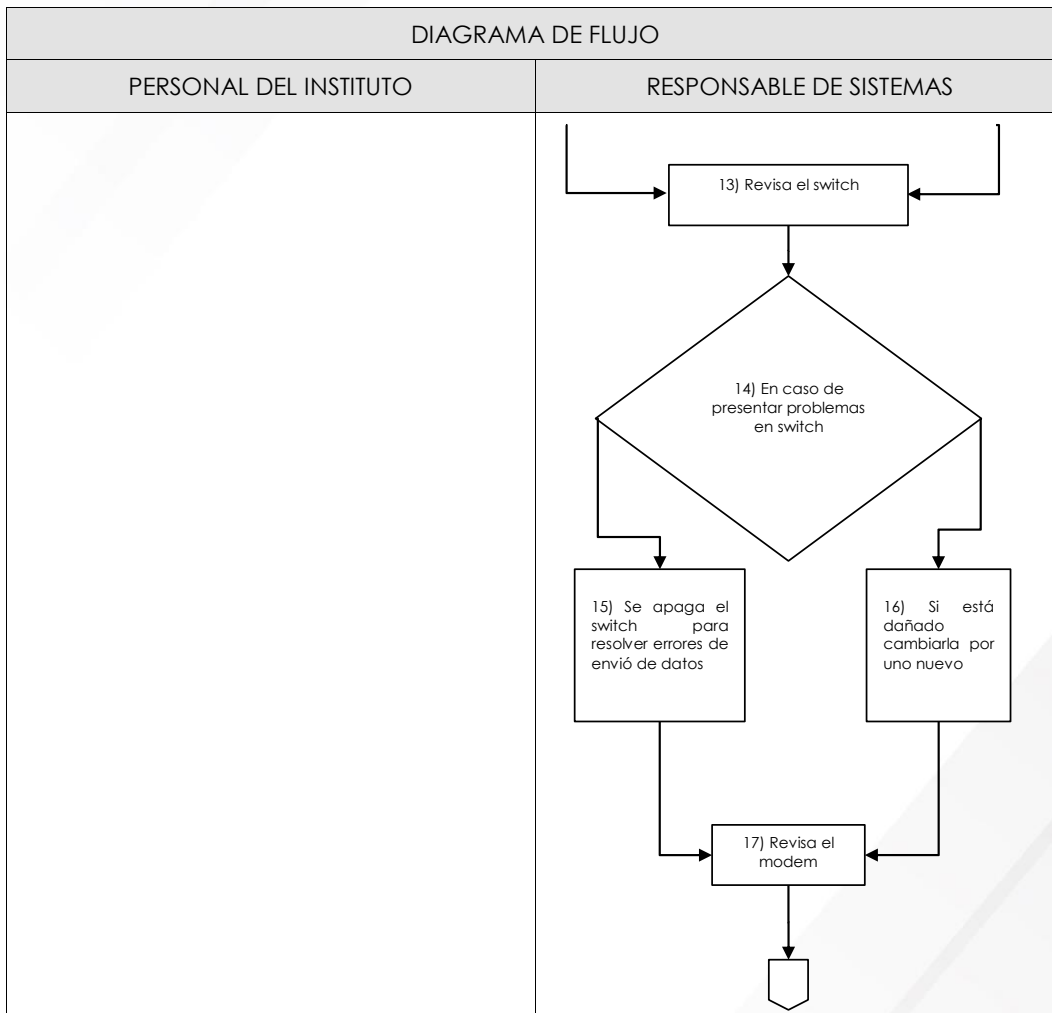 DIAGRAMA DE FLUJO
PERSONAL DEL INSTITUTO
RESPONSABLE DE SISTEMAS
13) Revisa el switch
14) En caso de
presentar problemas
en switch
15) Se apaga el
switch para
resolver errores de
envió de datos
16) Si está
dañado
cambiarla por
uno nuevo
17) Revisa el
modem